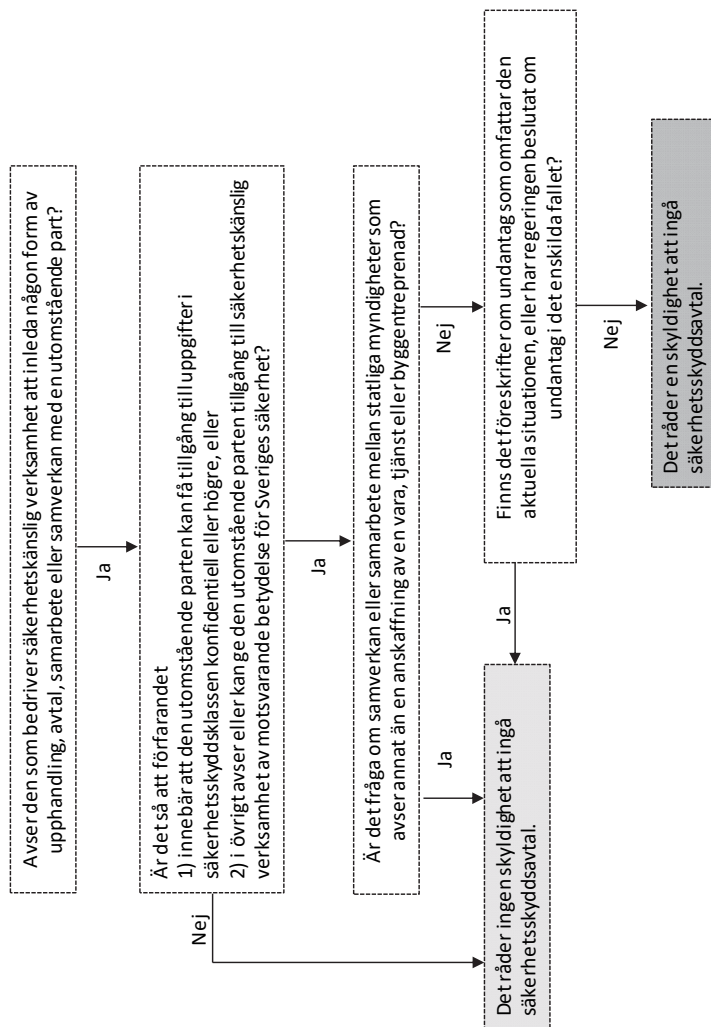 Avser den som bedriver säkerhetskänslig verksamhet att inleda någon form av
upphandling, avtal, samarbete eller samverkan med en utomstående part?
Ja
Är det så att förfarandet
1) innebär att den utomstående parten kan få tillgång till uppgifter i
säkerhetsskyddsklassen konfidentiell eller högre, eller
2) i övrigt avser eller kan ge den utomstående parten tillgång till säkerhetskänslig
verksamhet av motsvarande betydelse för Sveriges säkerhet?
Nej
Ja
Är det fråga om samverkan eller samarbete mellan statliga myndigheter som
avser annat än en anskaffning av en vara, tjänst eller byggentreprenad?
Ja
Nej
Finns det föreskrifter om undantag som omfattar den
aktuella situationen, eller har regeringen beslutat om
undantag i det enskilda fallet?
Ja
Nej
Det råder ingen skyldighet att ingå
säkerhetsskyddsavtal.
Det råder en skyldighet att ingå
säkerhetsskyddsavtal.